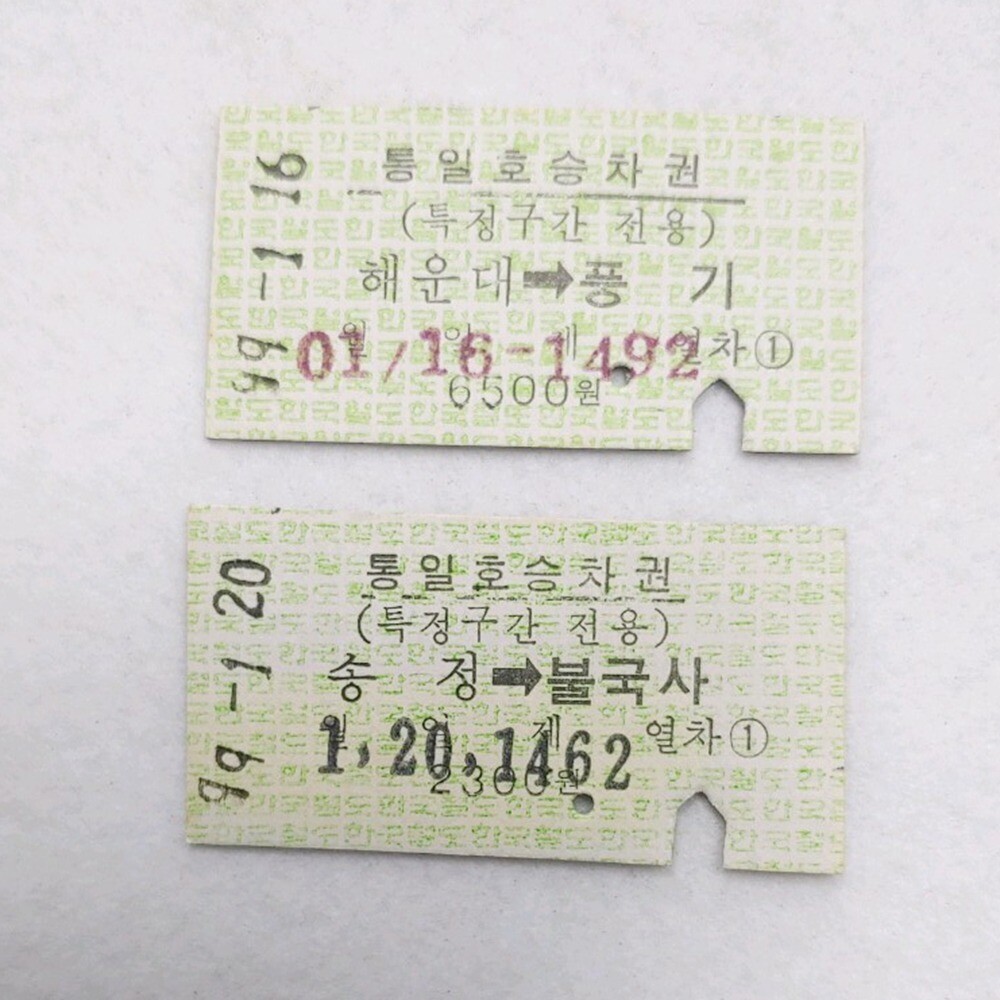 99-1 16
통일호승차권
(특정구간 전용)
해운대➡풍 기
월 일 제 열차①
01/16-1492
6500원
99-1 20
통일호승차권
(특정구간 전용)
송 정➡불국사
월 일 제 열차①
1.20.1462
2300원